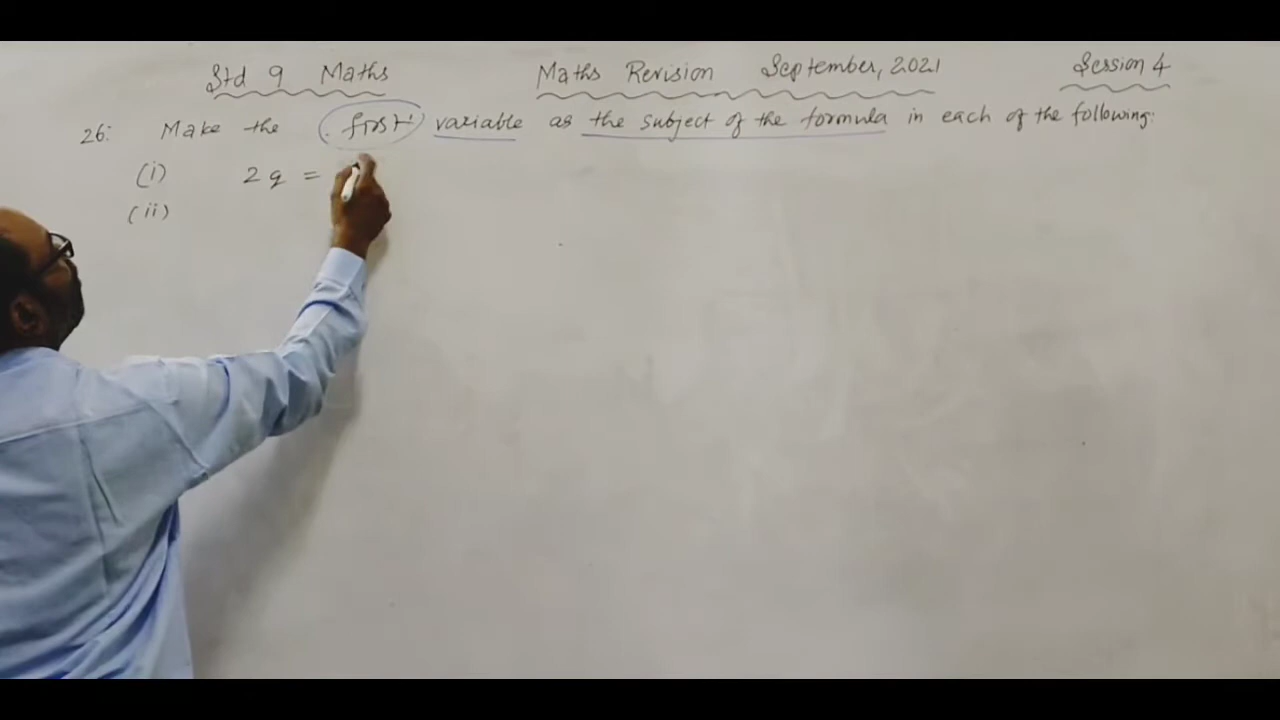 Std 9 Maths Maths Revision September, 2021 Session 4
26: Make the first variable as the subject of the formula in each of the following:
(i) 2q =
(ii)